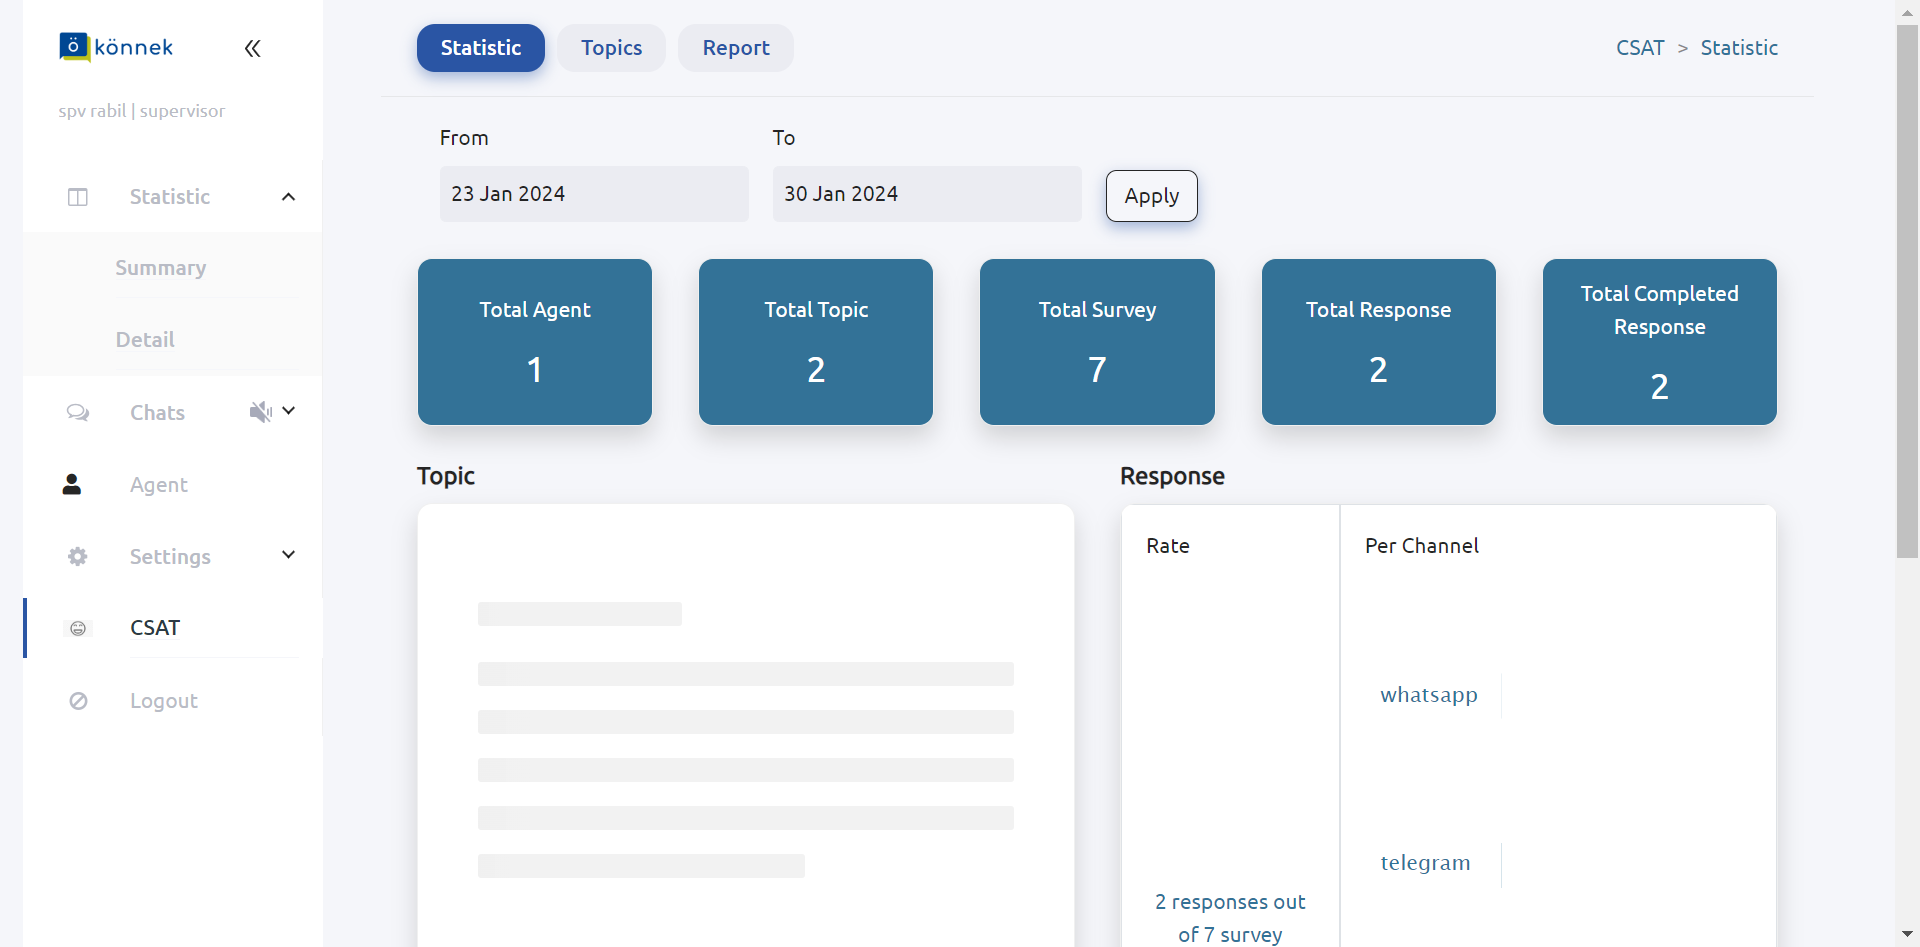 ö könnek
spv rabil | supervisor
Statistic
Summary
Detail
Chats
Agent
Settings
CSAT
Logout
Statistic Topics Report
CSAT > Statistic
From To
23 Jan 2024 30 Jan 2024 Apply
Total Agent
1
Total Topic
2
Total Survey
7
Total Response
2
Total Completed
Response
2
Topic
Response
Rate
2 responses out
of 7 survey
Per Channel
whatsapp
telegram